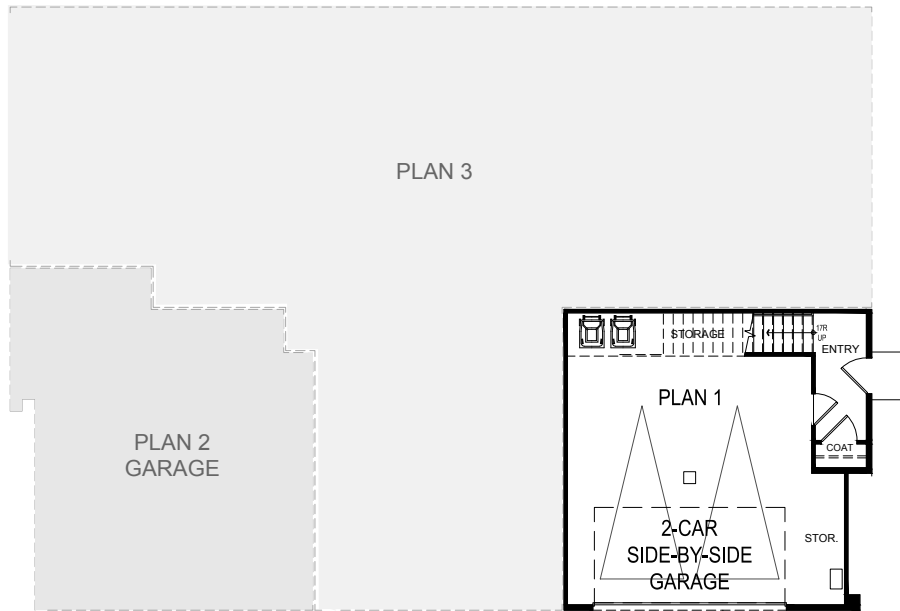 PLAN 3
STORAGE
17R
UP
ENTRY
PLAN 1
PLAN 2
GARAGE
COAT
2-CAR
SIDE-BY-SIDE
GARAGE
STOR.